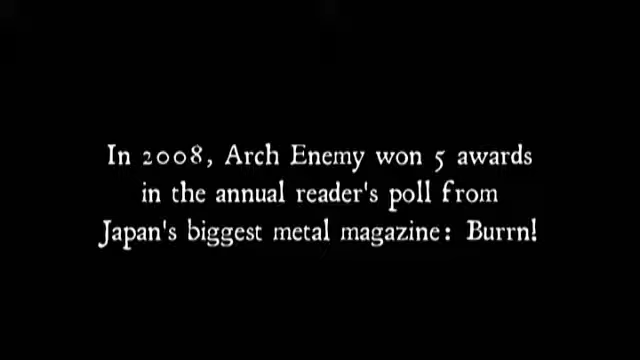 In 2008, Arch Enemy won 5 awards
in the annual reader's poll from
Japan's biggest metal magazine: Burrn!